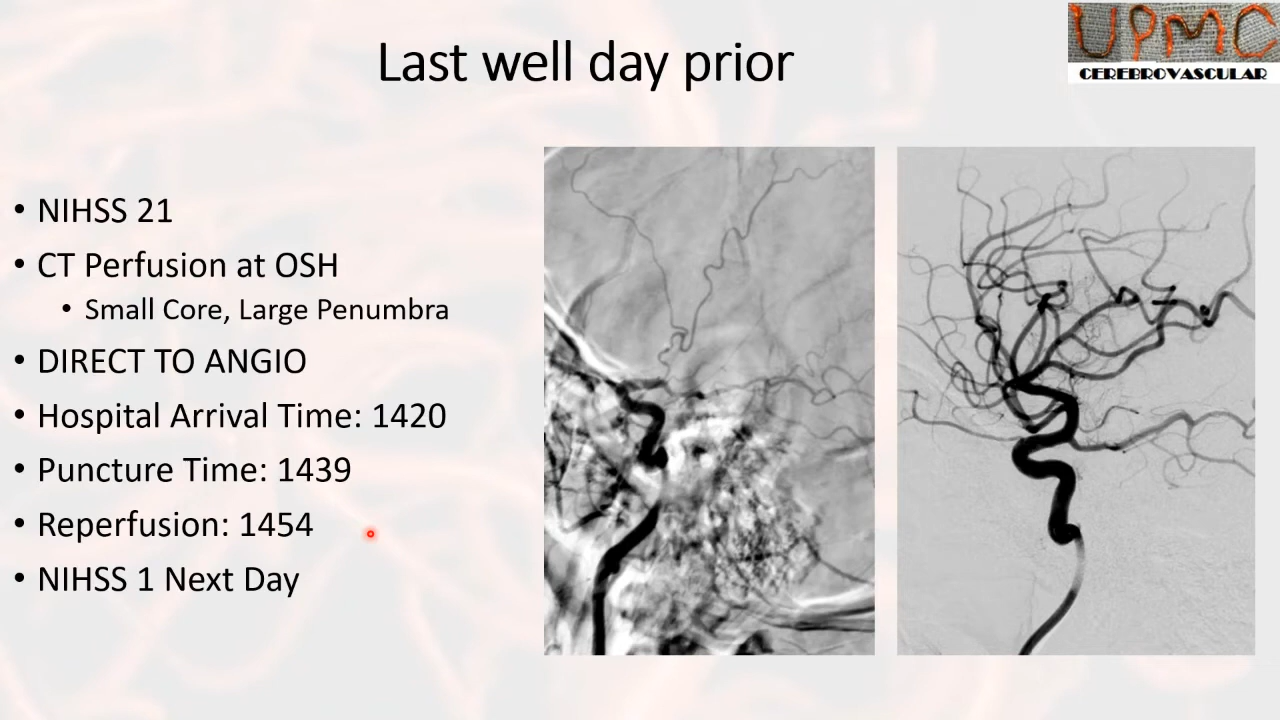 Last well day prior
UPMC
CEREBROVASCULAR
• NIHSS 21
• CT Perfusion at OSH
• Small Core, Large Penumbra
• DIRECT TO ANGIO
• Hospital Arrival Time: 1420
• Puncture Time: 1439
• Reperfusion: 1454
• NIHSS 1 Next Day